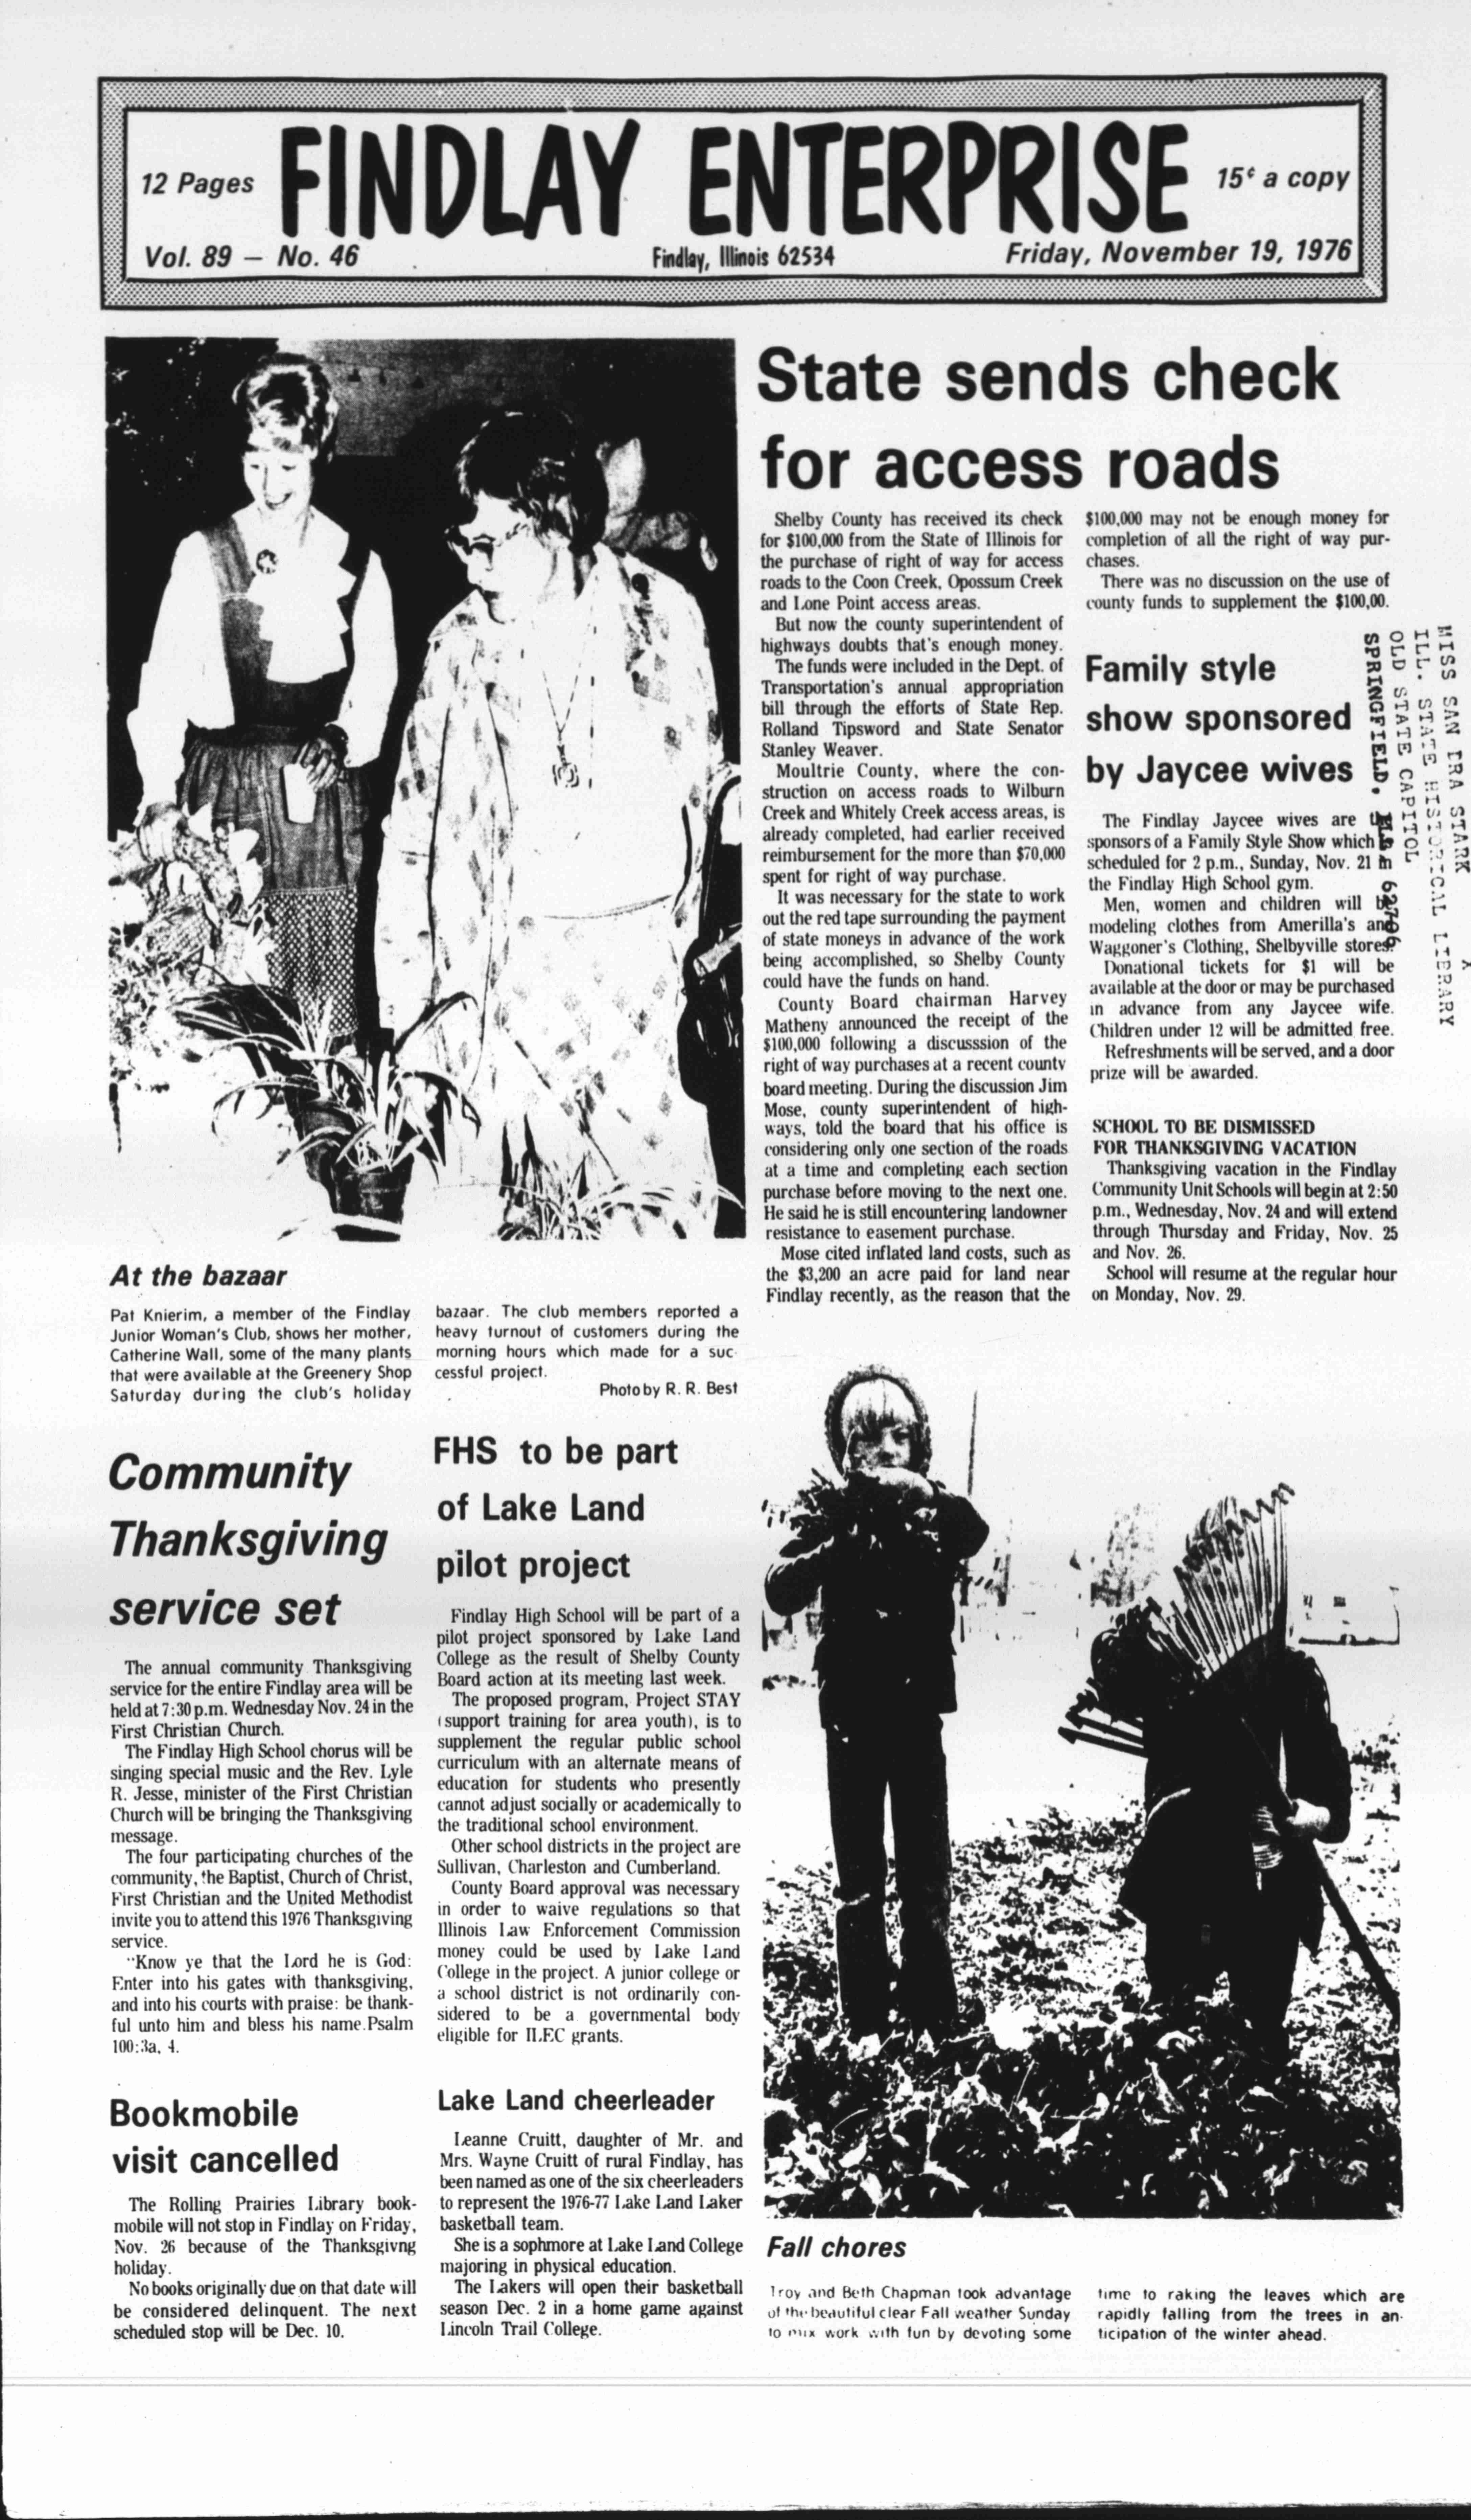 12 Pages
FINDLAY ENTERPRISE
15¢ a copy
Vol. 89 — No. 46
Findlay, Illinois 62534
Friday, November 19, 1976
State sends check
for access roads
Shelby County has received its check
for $100,000 from the State of Illinois for
the purchase of right of way for access
roads to the Coon Creek, Opossum Creek
and Lone Point access areas.
But now the county superintendent of
highways doubts that's enough money.
The funds were included in the Dept. of
Transportation's annual appropriation
bill through the efforts of State Rep.
Rolland Tipsword and State Senator
Stanley Weaver.
Moultrie County, where the con-
struction on access roads to Wilburn
Creek and Whitely Creek access areas, is
already completed, had earlier received
reimbursement for the more than $70,000
spent for right of way purchase.
It was necessary for the state to work
out the red tape surrounding the payment
of state moneys in advance of the work
being accomplished, so Shelby County
could have the funds on hand.
County Board chairman Harvey
Matheny announced the receipt of the
$100,000 following a discusssion of the
right of way purchases at a recent county
board meeting. During the discussion Jim
Mose, county superintendent of high-
ways, told the board that his office is
considering only one section of the roads
at a time and completing each section
purchase before moving to the next one.
He said he is still encountering landowner
resistance to easement purchase.
Mose cited inflated land costs, such as
the $3,200 an acre paid for land near
Findlay recently, as the reason that the
$100,000 may not be enough money for
completion of all the right of way pur-
chases.
There was no discussion on the use of
county funds to supplement the $100,00.
Family style
show sponsored
by Jaycee wives
The Findlay Jaycee wives are
sponsors of a Family Style Show which
scheduled for 2 p.m., Sunday, Nov. 21 in
the Findlay High School gym.
Men, women and children will be
modeling clothes from Amerilla's and
Waggoner's Clothing, Shelbyville stores.
Donational tickets for $1 will be
available at the door or may be purchased
in advance from any Jaycee wife.
Children under 12 will be admitted free.
Refreshments will be served, and a door
prize will be awarded.
MISS SAN DRA STARK
ILL. STATE HISTORICAL LIBRARY
OLD STATE CAPITOL
SPRINGFIELD, 62706
SCHOOL TO BE DISMISSED
FOR THANKSGIVING VACATION
Thanksgiving vacation in the Findlay
Community Unit Schools will begin at 2:50
p.m., Wednesday, Nov. 24 and will extend
through Thursday and Friday, Nov. 25
and Nov. 26.
School will resume at the regular hour
on Monday, Nov. 29.
At the bazaar
Pat Knierim, a member of the Findlay
Junior Woman's Club, shows her mother,
Catherine Wall, some of the many plants
that were available at the Greenery Shop
Saturday during the club's holiday
bazaar. The club members reported a
heavy turnout of customers during the
morning hours which made for a suc-
cessful project.
Photo by R. R. Best
Community
Thanksgiving
service set
The annual community Thanksgiving
service for the entire Findlay area will be
held at 7:30 p.m. Wednesday Nov. 24 in the
First Christian Church.
The Findlay High School chorus will be
singing special music and the Rev. Lyle
R. Jesse, minister of the First Christian
Church will be bringing the Thanksgiving
message.
The four participating churches of the
community, the Baptist, Church of Christ,
First Christian and the United Methodist
invite you to attend this 1976 Thanksgiving
service.
"Know ye that the Lord he is God:
Enter into his gates with thanksgiving,
and into his courts with praise: be thank-
ful unto him and bless his name.Psalm
100:3a, 4.
Bookmobile
visit cancelled
The Rolling Prairies Library book-
mobile will not stop in Findlay on Friday,
Nov. 26 because of the Thanksgivng
holiday.
No books originally due on that date will
be considered delinquent. The next
scheduled stop will be Dec. 10.
FHS to be part
of Lake Land
pilot project
Findlay High School will be part of a
pilot project sponsored by Lake Land
College as the result of Shelby County
Board action at its meeting last week.
The proposed program, Project STAY
(support training for area youth), is to
supplement the regular public school
curriculum with an alternate means of
education for students who presently
cannot adjust socially or academically to
the traditional school environment.
Other school districts in the project are
Sullivan, Charleston and Cumberland.
County Board approval was necessary
in order to waive regulations so that
Illinois Law Enforcement Commission
money could be used by Lake Land
College in the project. A junior college or
a school district is not ordinarily con-
sidered to be a governmental body
eligible for ILEC grants.
Lake Land cheerleader
Leanne Cruitt, daughter of Mr. and
Mrs. Wayne Cruitt of rural Findlay, has
been named as one of the six cheerleaders
to represent the 1976-77 Lake Land Laker
basketball team.
She is a sophmore at Lake Land College
majoring in physical education.
The Lakers will open their basketball
season Dec. 2 in a home game against
Lincoln Trail College.
Fall chores
Troy and Beth Chapman took advantage
of the beautiful clear Fall weather Sunday
to mix work with fun by devoting some
time to raking the leaves which are
rapidly falling from the trees in an-
ticipation of the winter ahead.